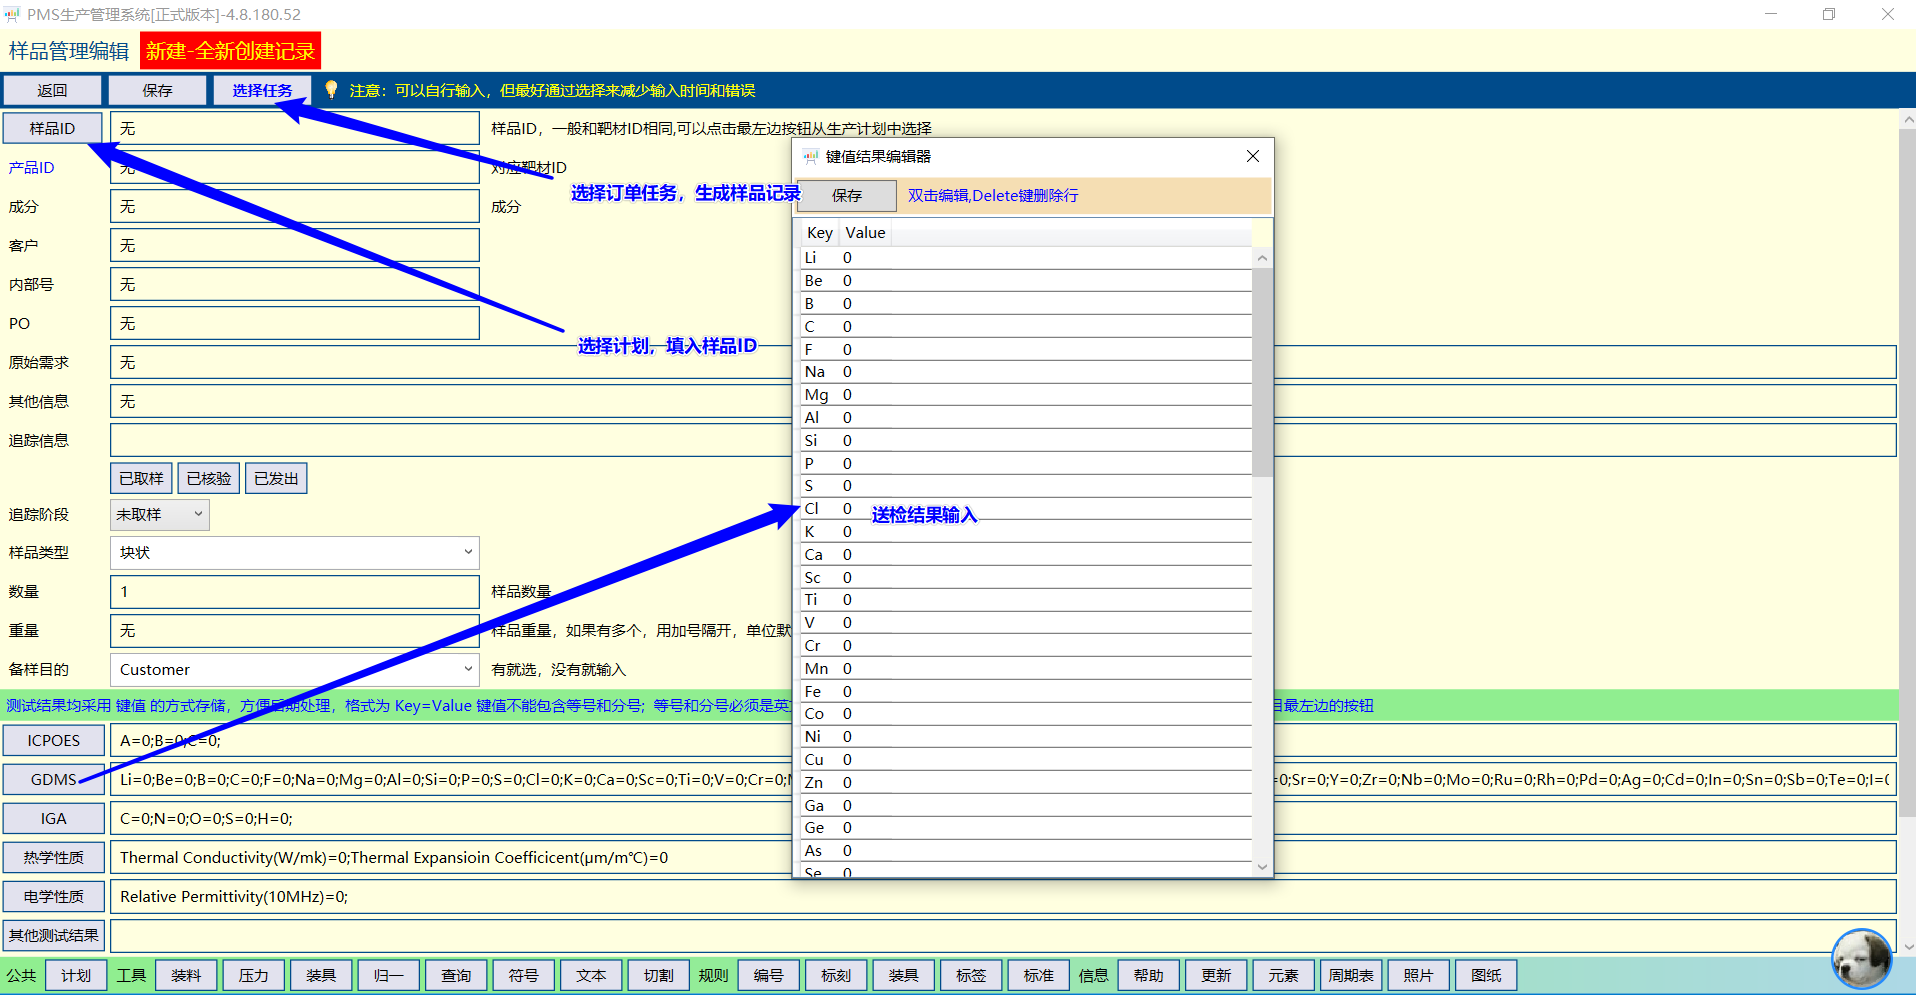 PMS生产管理系统[正式版本]-4.8.180.52
样品管理编辑 新建-全新创建记录
返回 保存 选择任务 注意：可以自行输入，但最好通过选择来减少输入时间和错误
样品ID 无 样品ID，一般和靶材ID相同,可以点击最左边按钮从生产计划中选择
产品ID 无 对应靶材ID
选择订单任务，生成样品记录
成分 无 成分
客户 无
内部号 无
PO 无
选择计划，填入样品ID
原始需求 无
其他信息 无
追踪信息
已取样 已核验 已发出
追踪阶段 未取样
样品类型 块状
数量 1 样品数量
重量 无 样品重量，如果有多个，用加号隔开，单位默
备样目的 Customer 有就选，没有就输入
测试结果均采用 键值 的方式存储，方便后期处理，格式为 Key=Value 键值不能包含等号和分号；等号和分号必须是英 最左边的按钮
ICPOES A=0;B=0;C=0;
GDMS Li=0;Be=0;B=0;C=0;F=0;Na=0;Mg=0;Al=0;Si=0;P=0;S=0;Cl=0;K=0;Ca=0;Sc=0;Ti=0;V=0;Cr=0; =0;Sr=0;Y=0;Zr=0;Nb=0;Mo=0;Ru=0;Rh=0;Pd=0;Ag=0;Cd=0;In=0;Sn=0;Sb=0;Te=0;I=0
IGA C=0;N=0;O=0;S=0;H=0;
热学性质 Thermal Conductivity(W/mk)=0;Thermal Expansioin Coefficicent(μm/m℃)=0
电学性质 Relative Permittivity(10MHz)=0;
其他测试结果
键值结果编辑器
保存 双击编辑,Delete键删除行
Key Value
Li 0
Be 0
B 0
C 0
F 0
Na 0
Mg 0
Al 0
Si 0
P 0
S 0
Cl 0 送检结果输入
K 0
Ca 0
Sc 0
Ti 0
V 0
Cr 0
Mn 0
Fe 0
Co 0
Ni 0
Cu 0
Zn 0
Ga 0
Ge 0
As 0
Se 0
公共 计划 工具 装料 压力 装具 归一 查询 符号 文本 切割 规则 编号 标刻 装具 标签 标准 信息 帮助 更新 元素 周期表 照片 图纸